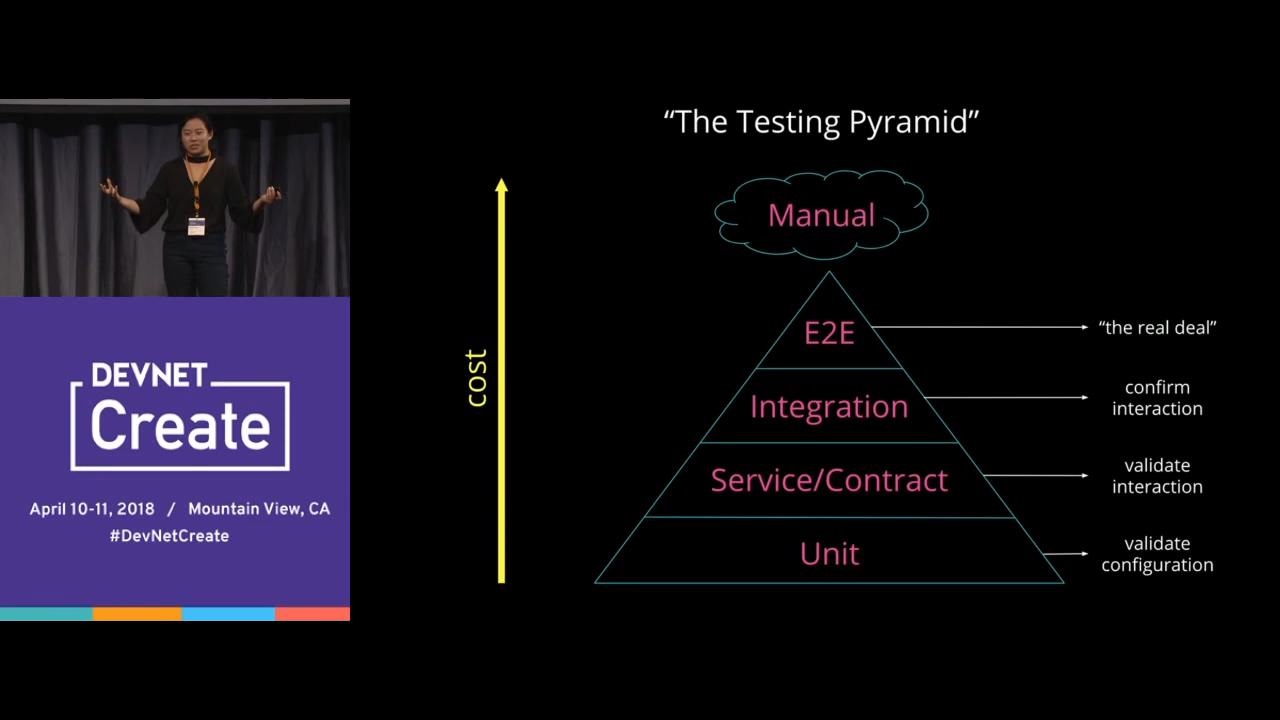 DEVNET
Create
April 10-11, 2018 / Mountain View, CA
#DevNetCreate
“The Testing Pyramid”
cost
Manual
E2E
“the real deal”
Integration
confirm
interaction
Service/Contract
validate
interaction
Unit
validate
configuration